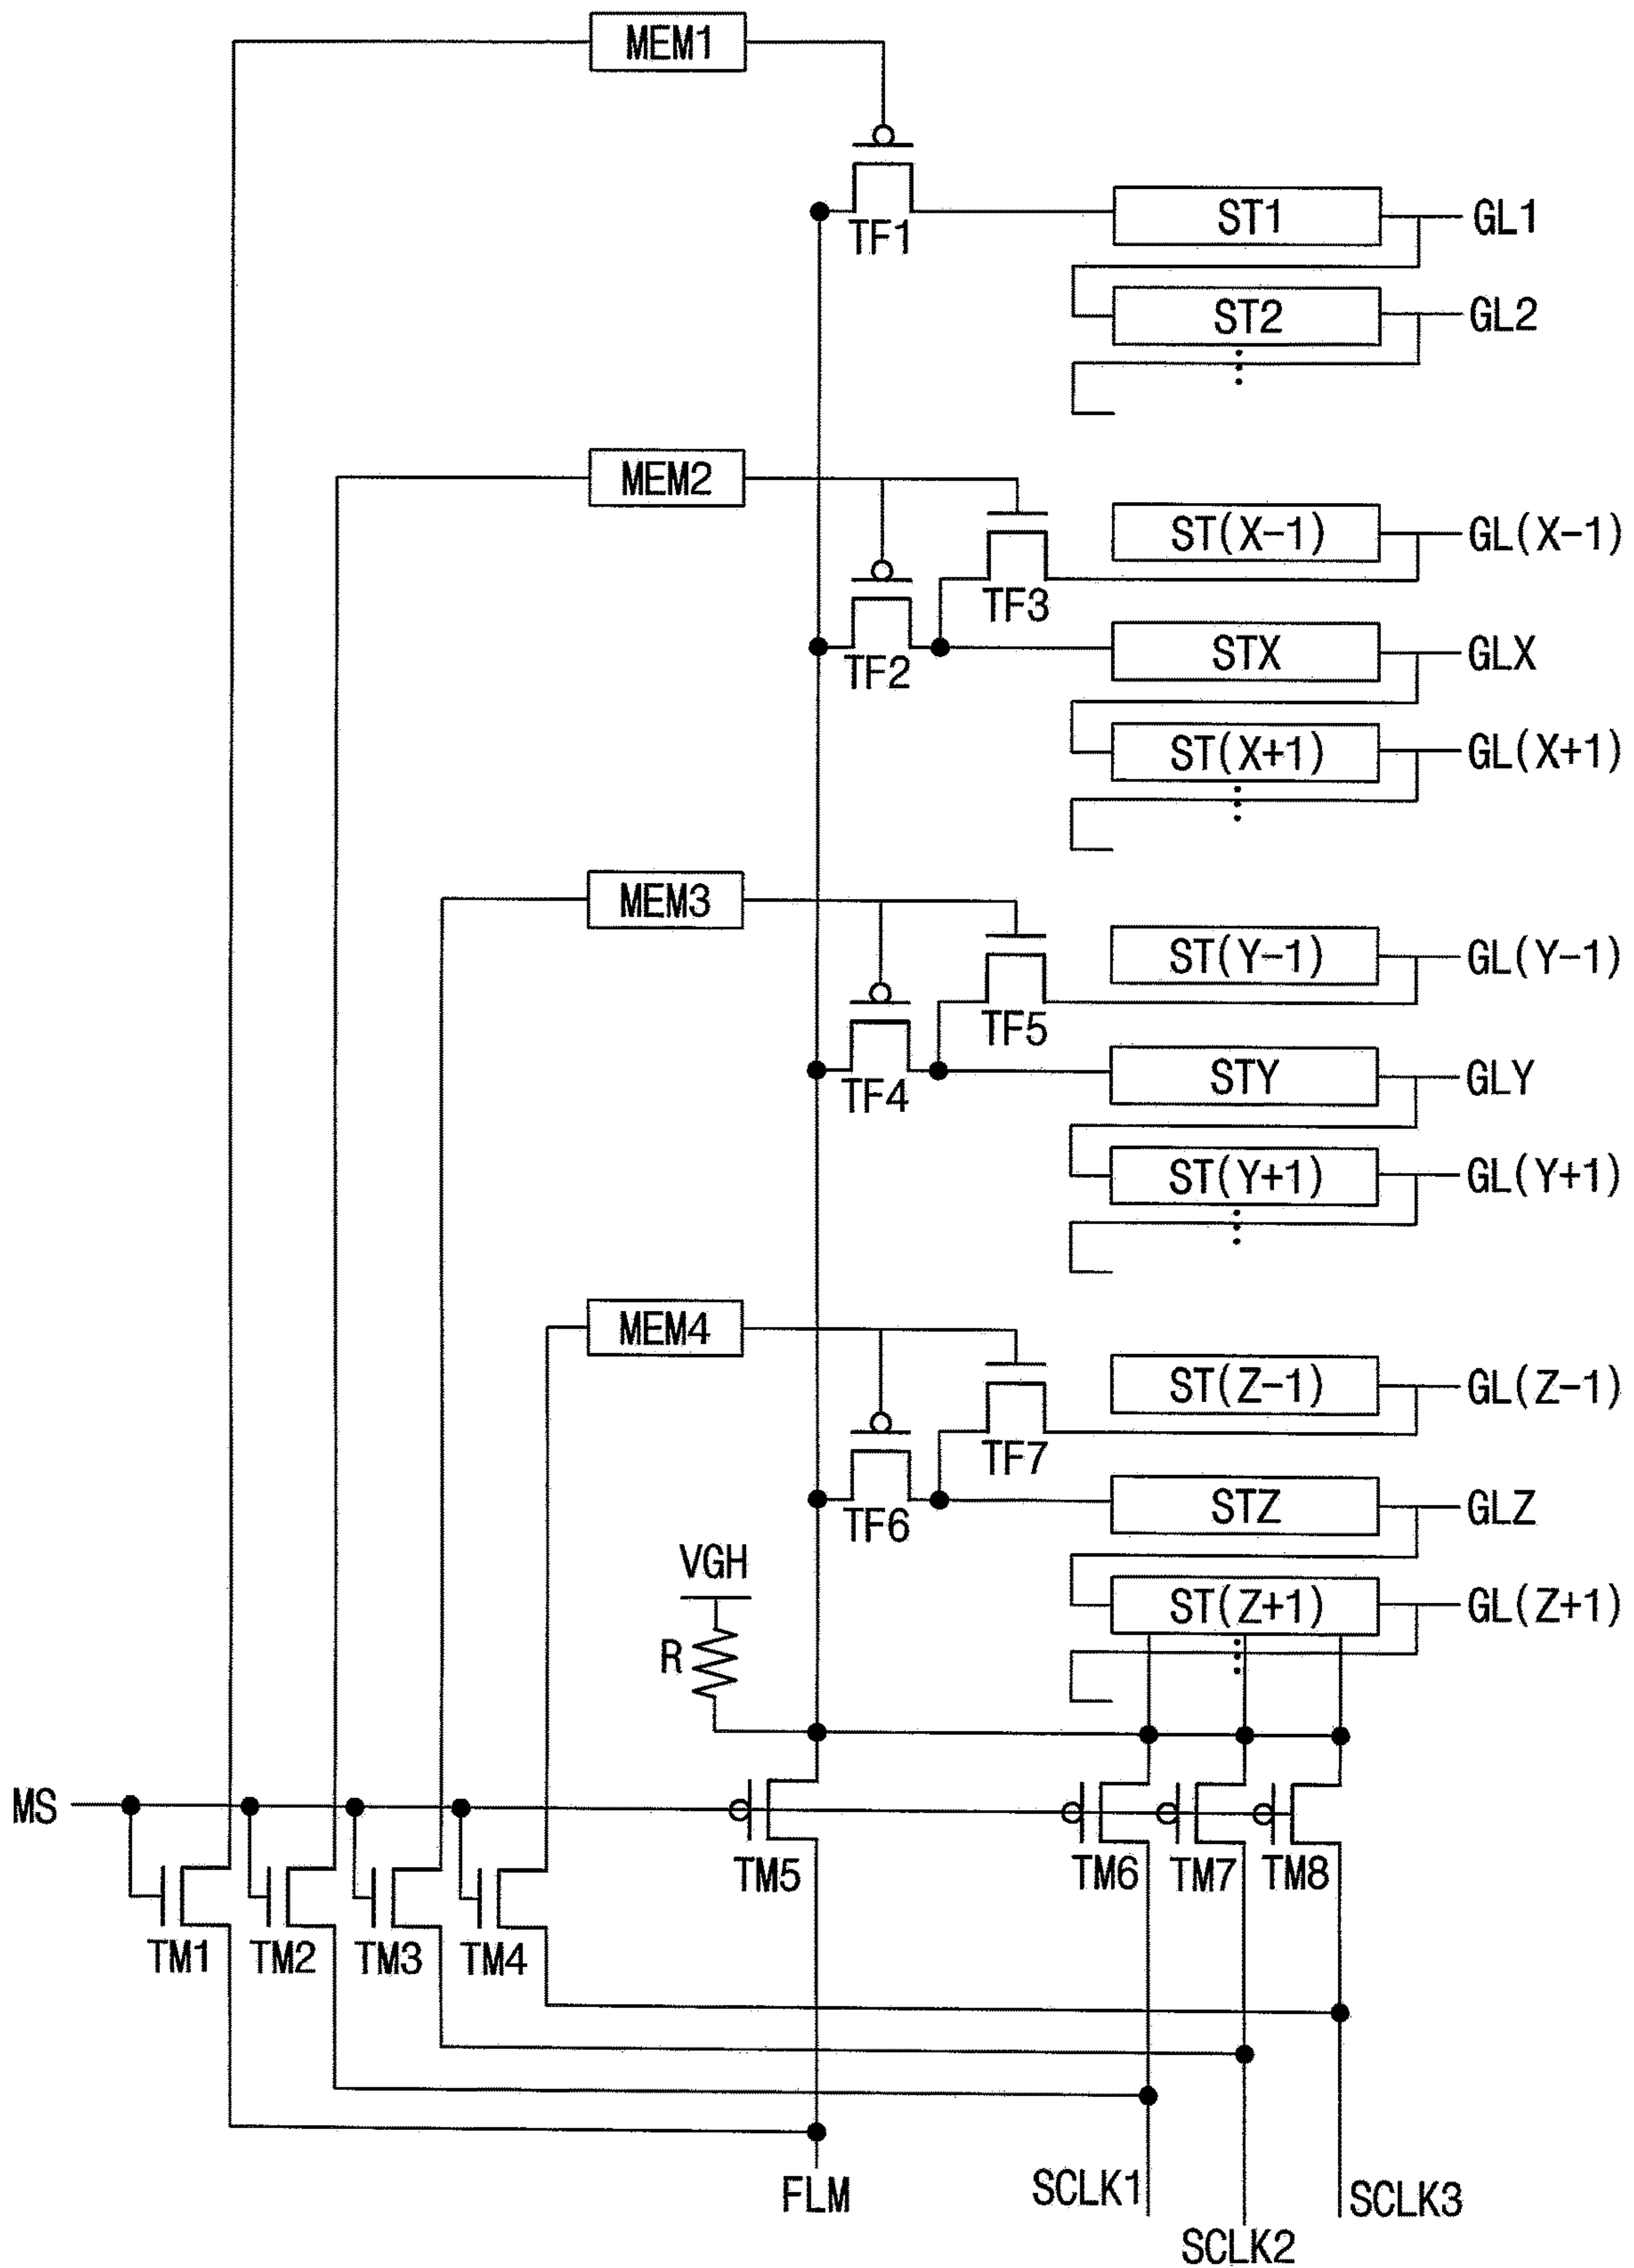 MEM1
TF1
ST1
GL1
ST2
GL2
MEM2
ST(X-1)
GL(X-1)
TF3
TF2
STX
GLX
ST(X+1)
GL(X+1)
MEM3
ST(Y-1)
GL(Y-1)
TF5
TF4
STY
GLY
ST(Y+1)
GL(Y+1)
MEM4
ST(Z-1)
GL(Z-1)
TF7
TF6
STZ
GLZ
VGH
R
ST(Z+1)
GL(Z+1)
MS
TM5
TM6
TM7
TM8
TM1
TM2
TM3
TM4
FLM
SCLK1
SCLK2
SCLK3